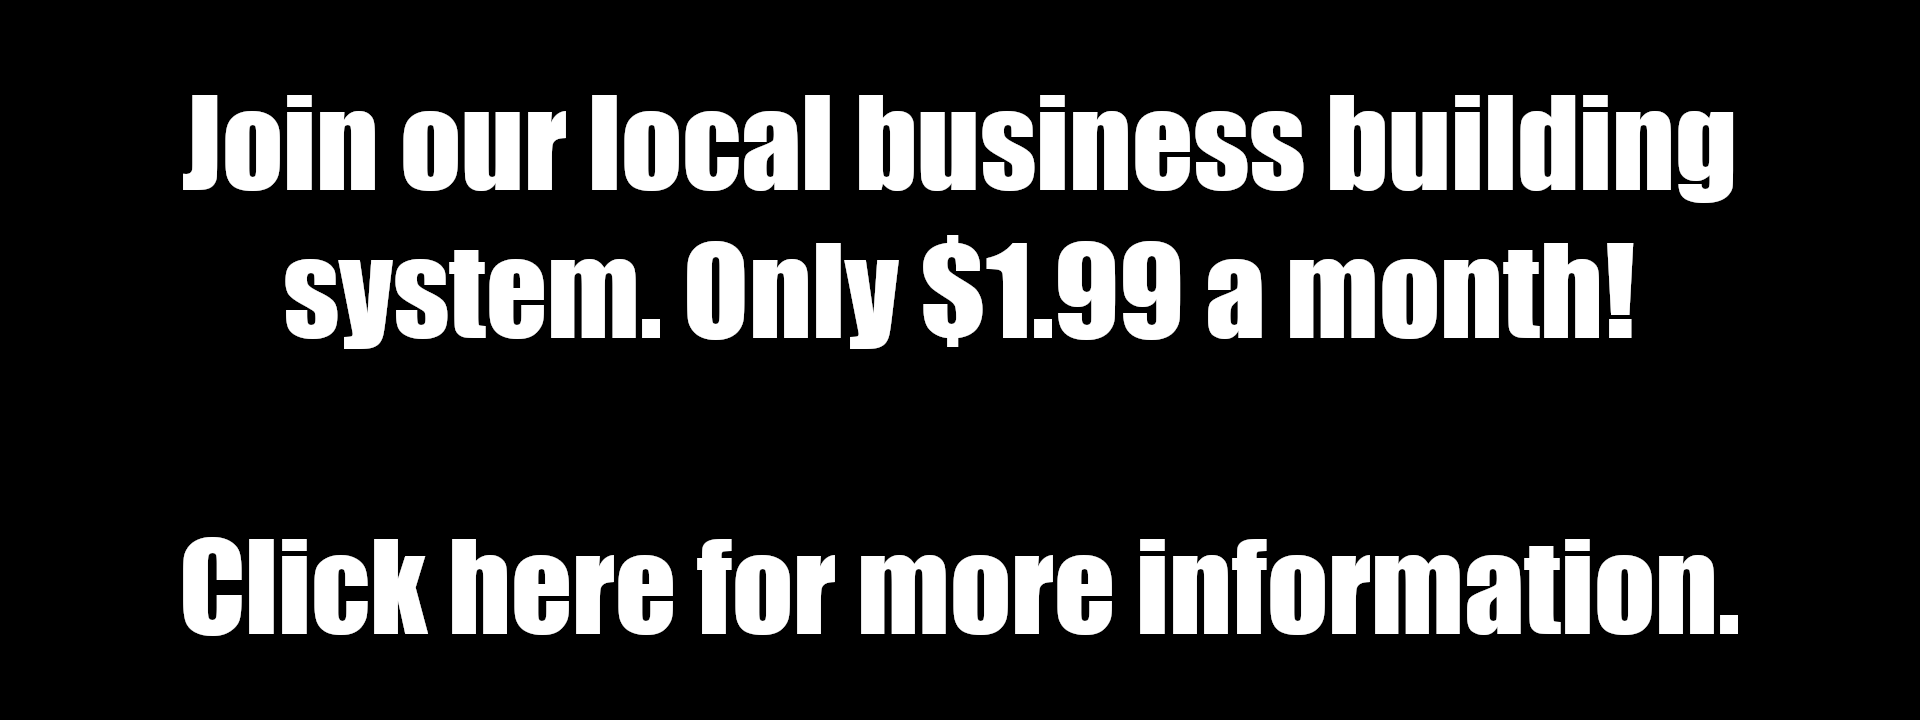 Join our local business building
system. Only $1.99 a month!
Click here for more information.